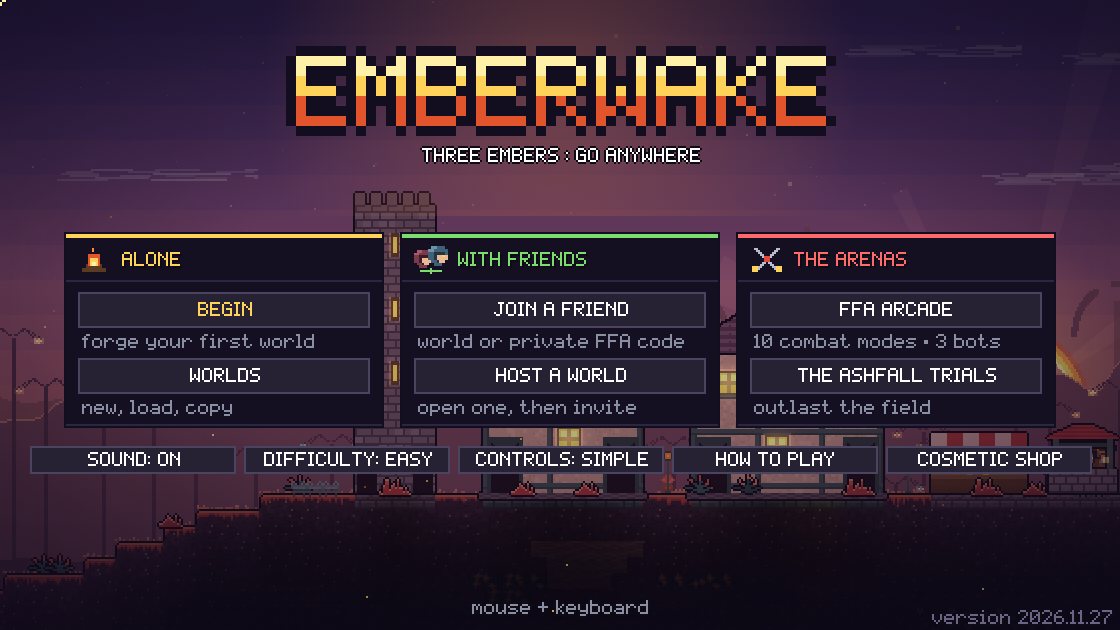 EMBERWAKE
THREE EMBERS : GO ANYWHERE
ALONE
BEGIN
forge your first world
WORLDS
new, load, copy
WITH FRIENDS
JOIN A FRIEND
world or private FFA code
HOST A WORLD
open one, then invite
THE ARENAS
FFA ARCADE
10 combat modes • 3 bots
THE ASHFALL TRIALS
outlast the field
SOUND: ON
DIFFICULTY: EASY
CONTROLS: SIMPLE
HOW TO PLAY
COSMETIC SHOP
mouse + keyboard
version 2026.11.27